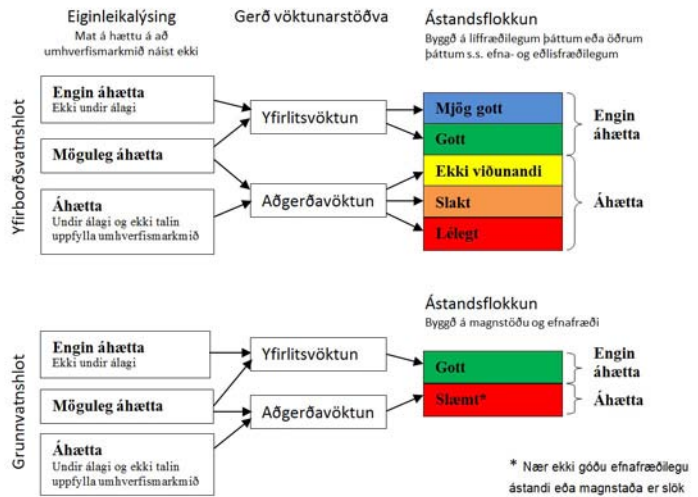 Eiginleikalýsing
Mat á hættu á að
umhverfismarkmið náist ekki
Gerð vöktunarstöðva
Ástandsflokkun
Byggð á líffræðilegum þáttum eða öðrum
þáttum s.s. efna- og eðlisfræðilegum
Yfirborðsvatnshlot
Engin áhætta
Ekki undir álagi
Möguleg áhætta
Áhætta
Undir álagi og ekki talin
uppfylla umhverfismarkmið
Yfirlitsvöktun
Aðgerðavöktun
Mjög gott
Gott
Ekki viðunandi
Slakt
Lélegt
Engin
áhætta
Áhætta
Ástandsflokkun
Byggð á magnstöðu og efnafræði
Grunnvatnshlot
Engin áhætta
Ekki undir álagi
Möguleg áhætta
Áhætta
Undir álagi og ekki talin
uppfylla umhverfismarkmið
Yfirlitsvöktun
Aðgerðavöktun
Gott
Slæmt*
Engin
áhætta
Áhætta
* Nær ekki góðu efnafræðilegu
ástandi eða magnstaða er slök